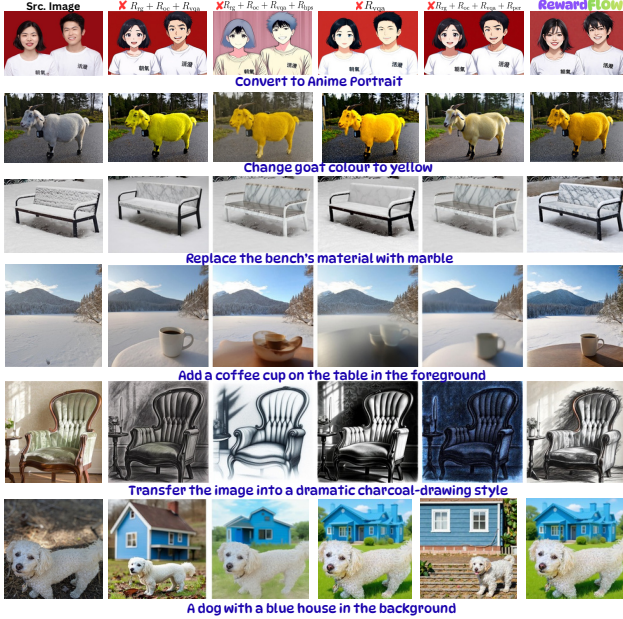 Src. Image ✘ R_rg + R_oc + R_vqa ✘R_rg + R_oc + R_vqa + R_hps ✘ R_vqa ✘R_rg + R_oc + R_vqa + R_per RewardFlow
Convert to Anime Portrait
Change goat colour to yellow
Replace the bench's material with marble
Add a coffee cup on the table in the foreground
Transfer the image into a dramatic charcoal-drawing style
A dog with a blue house in the background